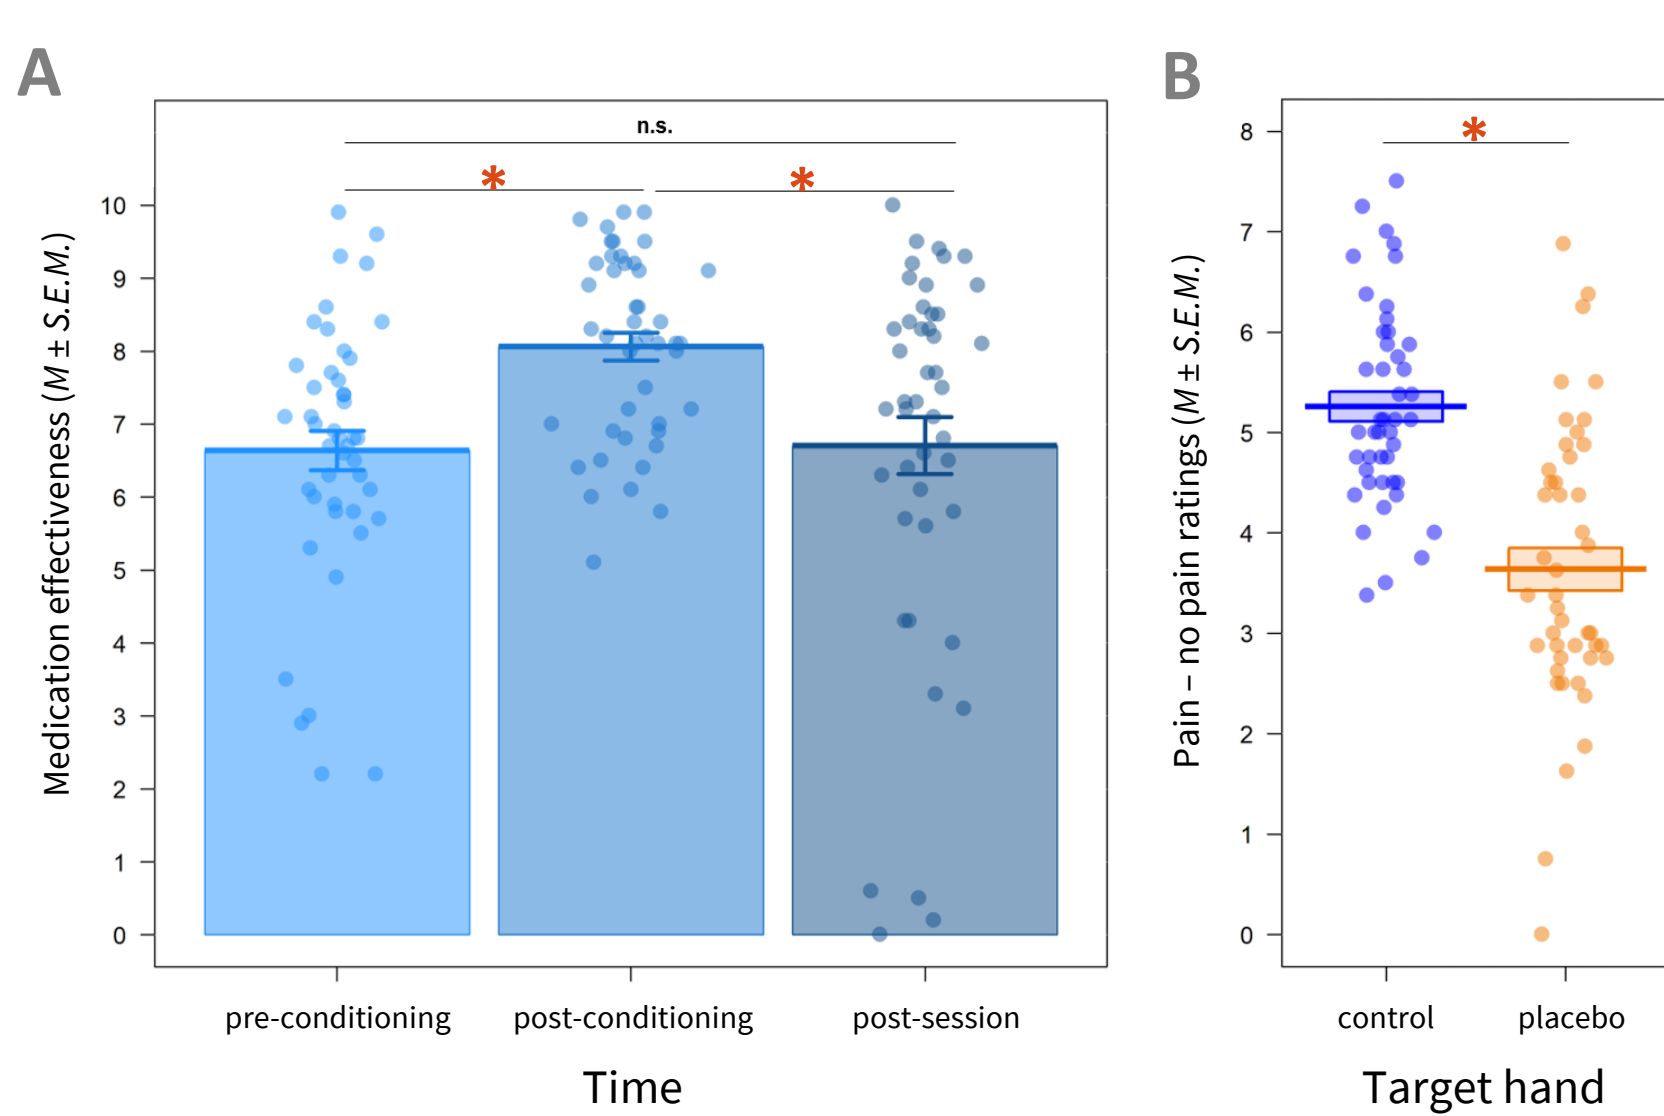 A
n.s.
*
*
10
9
8
7
6
5
4
3
2
1
0
Medication effectiveness (M ± S.E.M.)
pre-conditioning
post-conditioning
post-session
Time
B
*
8
7
6
5
4
3
2
1
0
Pain – no pain ratings (M ± S.E.M.)
control
placebo
Target hand